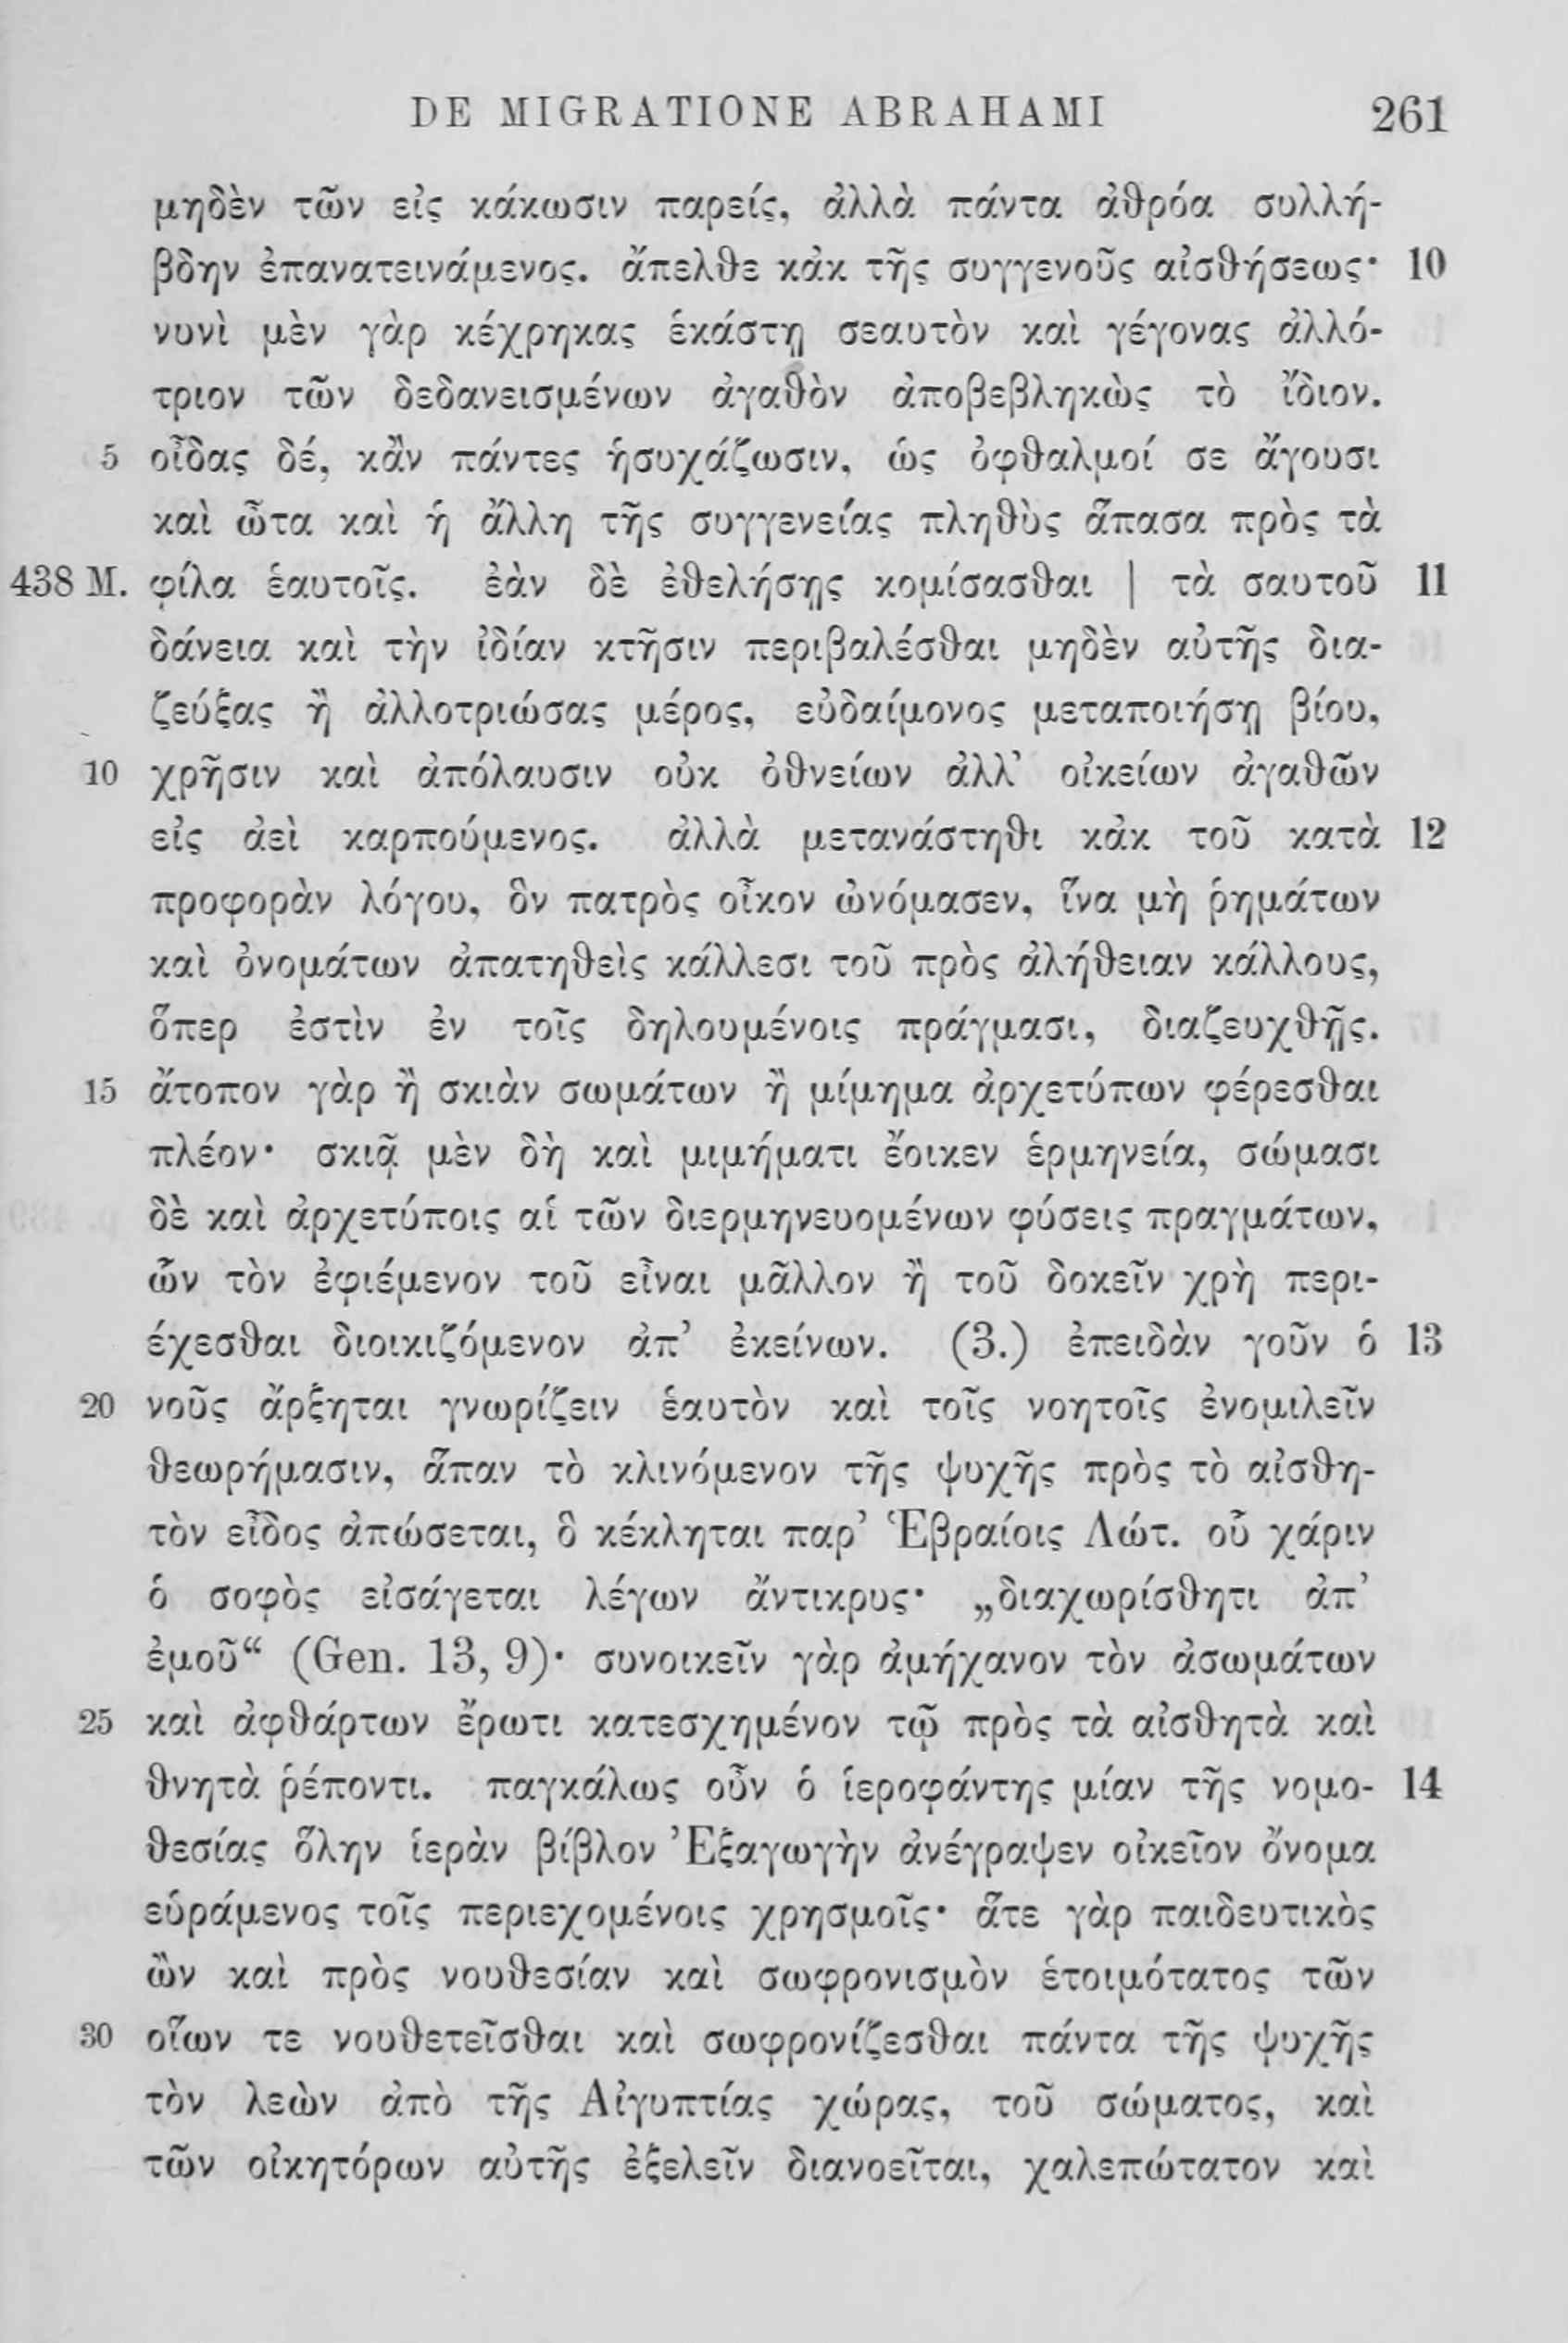 DE MIGRATIONE ABRAHAMI 261
μηδὲν τῶν εἰς κάκωσιν παρείς, ἀλλὰ πάντα ἀθρόα συλλή-
βδην ἐπανατεινάμενος. ἄπελθε κἀκ τῆς συγγενοῦς αἰσθήσεως· 10
νυνὶ μὲν γὰρ κέχρηκας ἑκάστῃ σεαυτὸν καὶ γέγονας ἀλλό-
τριον τῶν δεδανεισμένων ἀγαθὸν ἀποβεβληκὼς τὸ ἴδιον.
5 οἶδας δέ, κἂν πάντες ἡσυχάζωσιν, ὡς ὀφθαλμοί σε ἄγουσι
καὶ ὦτα καὶ ἡ ἄλλη τῆς συγγενείας πληθὺς ἅπασα πρὸς τὰ
438 M. φίλα ἑαυτοῖς. ἐὰν δὲ ἐθελήσῃς κομίσασθαι | τὰ σαυτοῦ 11
δάνεια καὶ τὴν ἰδίαν κτῆσιν περιβαλέσθαι μηδὲν αὐτῆς δια-
ζεύξας ἢ ἀλλοτριώσας μέρος, εὐδαίμονος μεταποιήσῃ βίου,
10 χρῆσιν καὶ ἀπόλαυσιν οὐκ ὀθνείων ἀλλ’ οἰκείων ἀγαθῶν
εἰς ἀεὶ καρπούμενος. ἀλλὰ μετανάστηθι κἀκ τοῦ κατὰ 12
προφορὰν λόγου, ὃν πατρὸς οἶκον ὠνόμασεν, ἵνα μὴ ῥημάτων
καὶ ὀνομάτων ἀπατηθεὶς κάλλεσι τοῦ πρὸς ἀλήθειαν κάλλους,
ὅπερ ἐστὶν ἐν τοῖς δηλουμένοις πράγμασι, διαζευχθῇς.
15 ἄτοπον γὰρ ἢ σκιὰν σωμάτων ἢ μίμημα ἀρχετύπων φέρεσθαι
πλέον· σκιᾷ μὲν δὴ καὶ μιμήματι ἔοικεν ἑρμηνεία, σώμασι
δὲ καὶ ἀρχετύποις αἱ τῶν διερμηνευομένων φύσεις πραγμάτων,
ὧν τὸν ἐφιέμενον τοῦ εἶναι μᾶλλον ἢ τοῦ δοκεῖν χρὴ περι-
έχεσθαι διοικιζόμενον ἀπ’ ἐκείνων. (3.) ἐπειδὰν γοῦν ὁ 13
20 νοῦς ἄρξηται γνωρίζειν ἑαυτὸν καὶ τοῖς νοητοῖς ἐνομιλεῖν
θεωρήμασιν, ἅπαν τὸ κλινόμενον τῆς ψυχῆς πρὸς τὸ αἰσθη-
τὸν εἶδος ἀπώσεται, ὃ κέκληται παρ’ Ἑβραίοις Λώτ. οὗ χάριν
ὁ σοφὸς εἰσάγεται λέγων ἄντικρυς· „διαχωρίσθητι ἀπ’
ἐμοῦ“ (Gen. 13, 9)· συνοικεῖν γὰρ ἀμήχανον τὸν ἀσωμάτων
25 καὶ ἀφθάρτων ἔρωτι κατεσχημένον τῷ πρὸς τὰ αἰσθητὰ καὶ
θνητὰ ῥέποντι. παγκάλως οὖν ὁ ἱεροφάντης μίαν τῆς νομο- 14
θεσίας ὅλην ἱερὰν βίβλον Ἐξαγωγὴν ἀνέγραψεν οἰκεῖον ὄνομα
εὑράμενος τοῖς περιεχομένοις χρησμοῖς· ἅτε γὰρ παιδευτικὸς
ὢν καὶ πρὸς νουθεσίαν καὶ σωφρονισμὸν ἑτοιμότατος τῶν
30 οἵων τε νουθετεῖσθαι καὶ σωφρονίζεσθαι πάντα τῆς ψυχῆς
τὸν λεὼν ἀπὸ τῆς Αἰγυπτίας χώρας, τοῦ σώματος, καὶ
τῶν οἰκητόρων αὐτῆς ἐξελεῖν διανοεῖται, χαλεπώτατον καὶ